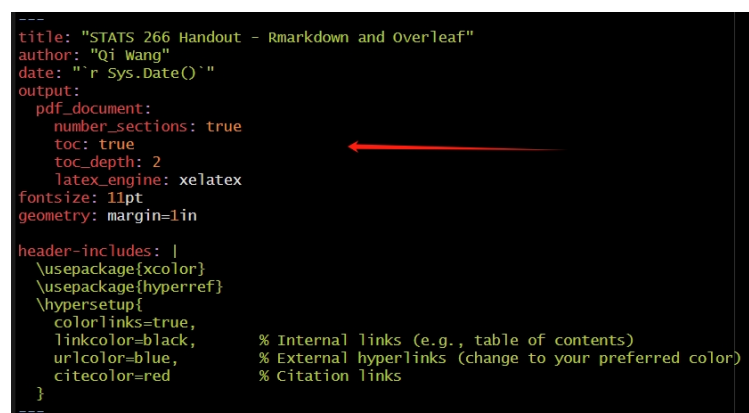 ---
title: "STATS 266 Handout - Rmarkdown and Overleaf"
author: "Qi Wang"
date: "`r Sys.Date()`"
output:
  pdf_document:
    number_sections: true
    toc: true
    toc_depth: 2
    latex_engine: xelatex
fontsize: 11pt
geometry: margin=1in

header-includes: |
  \usepackage{xcolor}
  \usepackage{hyperref}
  \hypersetup{
    colorlinks=true,
    linkcolor=black,       % Internal links (e.g., table of contents)
    urlcolor=blue,         % External hyperlinks (change to your preferred color)
    citecolor=red          % Citation links
  }
---